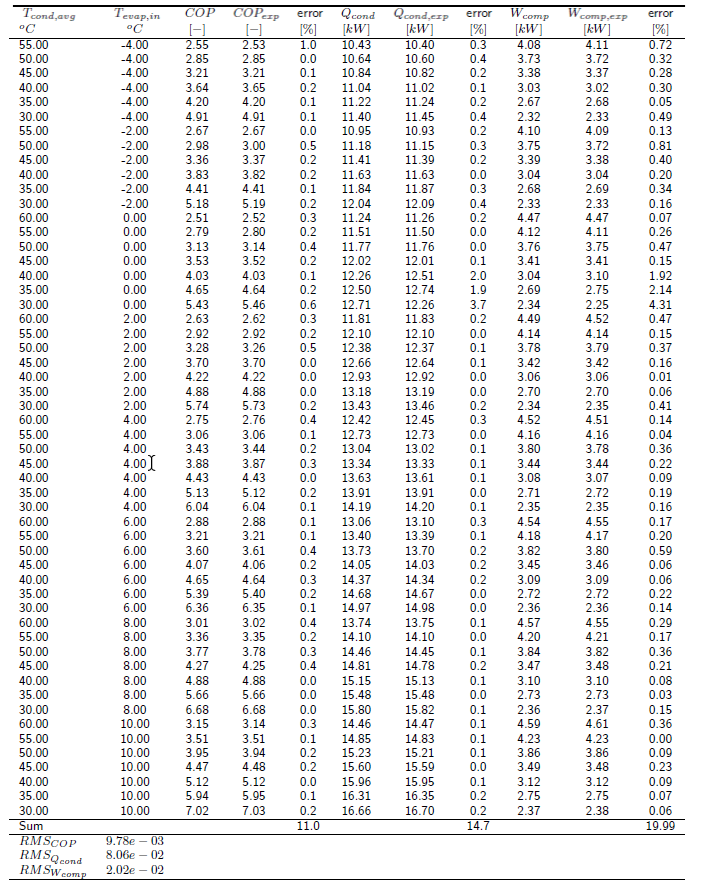 T_cond,avg T_evap,in COP COP_exp error Q_cond Q_cond,exp error W_comp W_comp,exp error
°C °C [−] [−] [%] [kW] [kW] [%] [kW] [kW] [%]
55.00 -4.00 2.55 2.53 1.0 10.43 10.40 0.3 4.08 4.11 0.72
50.00 -4.00 2.85 2.85 0.0 10.64 10.60 0.4 3.73 3.72 0.32
45.00 -4.00 3.21 3.21 0.1 10.84 10.82 0.2 3.38 3.37 0.28
40.00 -4.00 3.64 3.65 0.2 11.04 11.02 0.1 3.03 3.02 0.30
35.00 -4.00 4.20 4.20 0.1 11.22 11.24 0.2 2.67 2.68 0.05
30.00 -4.00 4.91 4.91 0.1 11.40 11.45 0.4 2.32 2.33 0.49
55.00 -2.00 2.67 2.67 0.0 10.95 10.93 0.2 4.10 4.09 0.13
50.00 -2.00 2.98 3.00 0.5 11.18 11.15 0.3 3.75 3.72 0.81
45.00 -2.00 3.36 3.37 0.2 11.41 11.39 0.2 3.39 3.38 0.40
40.00 -2.00 3.83 3.82 0.2 11.63 11.63 0.0 3.04 3.04 0.20
35.00 -2.00 4.41 4.41 0.1 11.84 11.87 0.3 2.68 2.69 0.34
30.00 -2.00 5.18 5.19 0.2 12.04 12.09 0.4 2.33 2.33 0.16
60.00 0.00 2.51 2.52 0.3 11.24 11.26 0.2 4.47 4.47 0.07
55.00 0.00 2.79 2.80 0.2 11.51 11.50 0.0 4.12 4.11 0.26
50.00 0.00 3.13 3.14 0.4 11.77 11.76 0.0 3.76 3.75 0.47
45.00 0.00 3.53 3.52 0.2 12.02 12.01 0.1 3.41 3.41 0.15
40.00 0.00 4.03 4.03 0.1 12.26 12.51 2.0 3.04 3.10 1.92
35.00 0.00 4.65 4.64 0.2 12.50 12.74 1.9 2.69 2.75 2.14
30.00 0.00 5.43 5.46 0.6 12.71 12.26 3.7 2.34 2.25 4.31
60.00 2.00 2.63 2.62 0.3 11.81 11.83 0.2 4.49 4.52 0.47
55.00 2.00 2.92 2.92 0.2 12.10 12.10 0.0 4.14 4.14 0.15
50.00 2.00 3.28 3.26 0.5 12.38 12.37 0.1 3.78 3.79 0.37
45.00 2.00 3.70 3.70 0.0 12.66 12.64 0.1 3.42 3.42 0.16
40.00 2.00 4.22 4.22 0.0 12.93 12.92 0.0 3.06 3.06 0.01
35.00 2.00 4.88 4.88 0.0 13.18 13.19 0.0 2.70 2.70 0.06
30.00 2.00 5.74 5.73 0.2 13.43 13.46 0.2 2.34 2.35 0.41
60.00 4.00 2.75 2.76 0.4 12.42 12.45 0.3 4.52 4.51 0.14
55.00 4.00 3.06 3.06 0.1 12.73 12.73 0.0 4.16 4.16 0.04
50.00 4.00 3.43 3.44 0.2 13.04 13.02 0.1 3.80 3.78 0.36
45.00 4.00 3.88 3.87 0.3 13.34 13.33 0.1 3.44 3.44 0.22
40.00 4.00 4.43 4.43 0.0 13.63 13.61 0.1 3.08 3.07 0.09
35.00 4.00 5.13 5.12 0.2 13.91 13.91 0.0 2.71 2.72 0.19
30.00 4.00 6.04 6.04 0.1 14.19 14.20 0.1 2.35 2.35 0.16
60.00 6.00 2.88 2.88 0.1 13.06 13.10 0.3 4.54 4.55 0.17
55.00 6.00 3.21 3.21 0.1 13.40 13.39 0.1 4.18 4.17 0.20
50.00 6.00 3.60 3.61 0.4 13.73 13.70 0.2 3.82 3.80 0.59
45.00 6.00 4.07 4.06 0.2 14.05 14.03 0.2 3.45 3.46 0.06
40.00 6.00 4.65 4.64 0.3 14.37 14.34 0.2 3.09 3.09 0.06
35.00 6.00 5.39 5.40 0.2 14.68 14.67 0.0 2.72 2.72 0.22
30.00 6.00 6.36 6.35 0.1 14.97 14.98 0.0 2.36 2.36 0.14
60.00 8.00 3.01 3.02 0.4 13.74 13.75 0.1 4.57 4.55 0.29
55.00 8.00 3.36 3.35 0.2 14.10 14.10 0.0 4.20 4.21 0.17
50.00 8.00 3.77 3.78 0.3 14.46 14.45 0.1 3.84 3.82 0.36
45.00 8.00 4.27 4.25 0.4 14.81 14.78 0.2 3.47 3.48 0.21
40.00 8.00 4.88 4.88 0.0 15.15 15.13 0.1 3.10 3.10 0.08
35.00 8.00 5.66 5.66 0.0 15.48 15.48 0.0 2.73 2.73 0.03
30.00 8.00 6.68 6.68 0.0 15.80 15.82 0.1 2.36 2.37 0.15
60.00 10.00 3.15 3.14 0.3 14.46 14.47 0.1 4.59 4.61 0.36
55.00 10.00 3.51 3.51 0.1 14.85 14.83 0.1 4.23 4.23 0.00
50.00 10.00 3.95 3.94 0.2 15.23 15.21 0.1 3.86 3.86 0.09
45.00 10.00 4.47 4.48 0.2 15.60 15.59 0.0 3.49 3.48 0.23
40.00 10.00 5.12 5.12 0.0 15.96 15.95 0.1 3.12 3.12 0.09
35.00 10.00 5.94 5.95 0.1 16.31 16.35 0.2 2.75 2.75 0.07
30.00 10.00 7.02 7.03 0.2 16.66 16.70 0.2 2.37 2.38 0.06
Sum 11.0 14.7 19.99
RMS_COP 9.78e − 03
RMS_Q_cond 8.06e − 02
RMS_W_comp 2.02e − 02